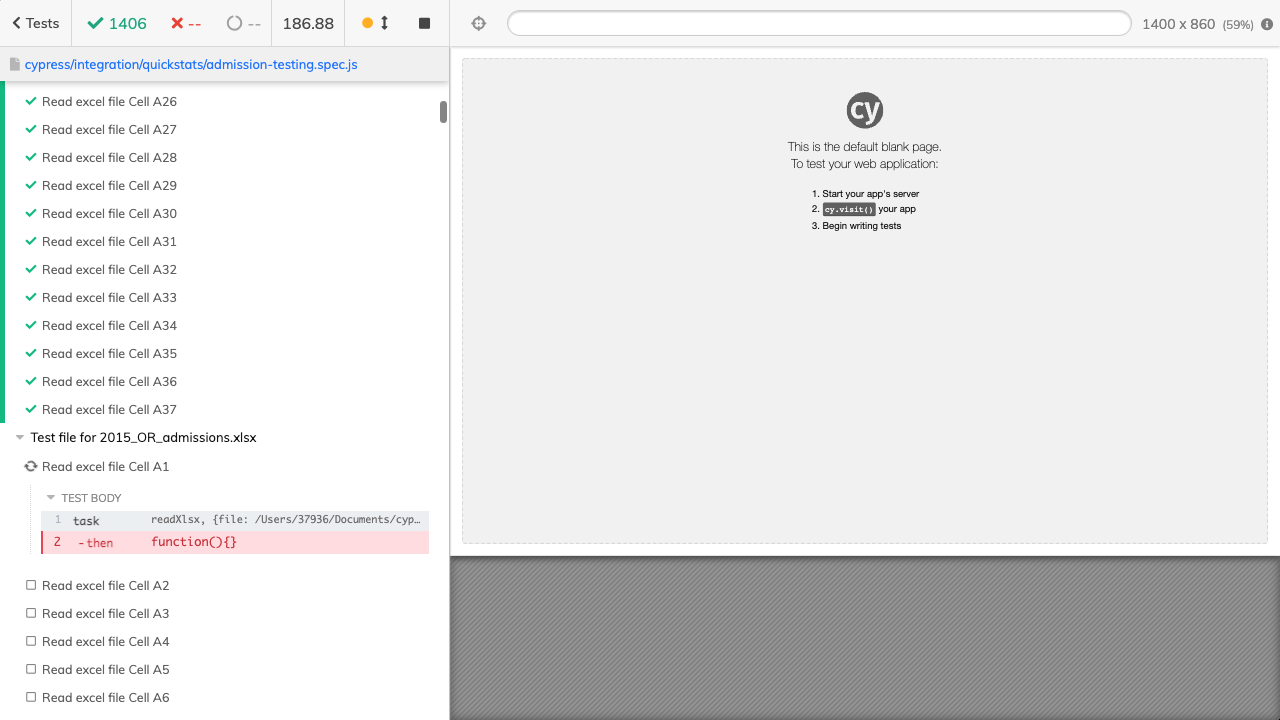 Tests
1406
--
--
186.88
1400 x 860 (59%)
cypress/integration/quickstats/admission-testing.spec.js
Read excel file Cell A26
Read excel file Cell A27
Read excel file Cell A28
Read excel file Cell A29
Read excel file Cell A30
Read excel file Cell A31
Read excel file Cell A32
Read excel file Cell A33
Read excel file Cell A34
Read excel file Cell A35
Read excel file Cell A36
Read excel file Cell A37
Test file for 2015_OR_admissions.xlsx
Read excel file Cell A1
TEST BODY
1 task readXlsx, {file: /Users/37936/Documents/cyp…
2 -then function(){}
Read excel file Cell A2
Read excel file Cell A3
Read excel file Cell A4
Read excel file Cell A5
Read excel file Cell A6
cy
This is the default blank page.
To test your web application:
1. Start your app's server
2. cy.visit() your app
3. Begin writing tests